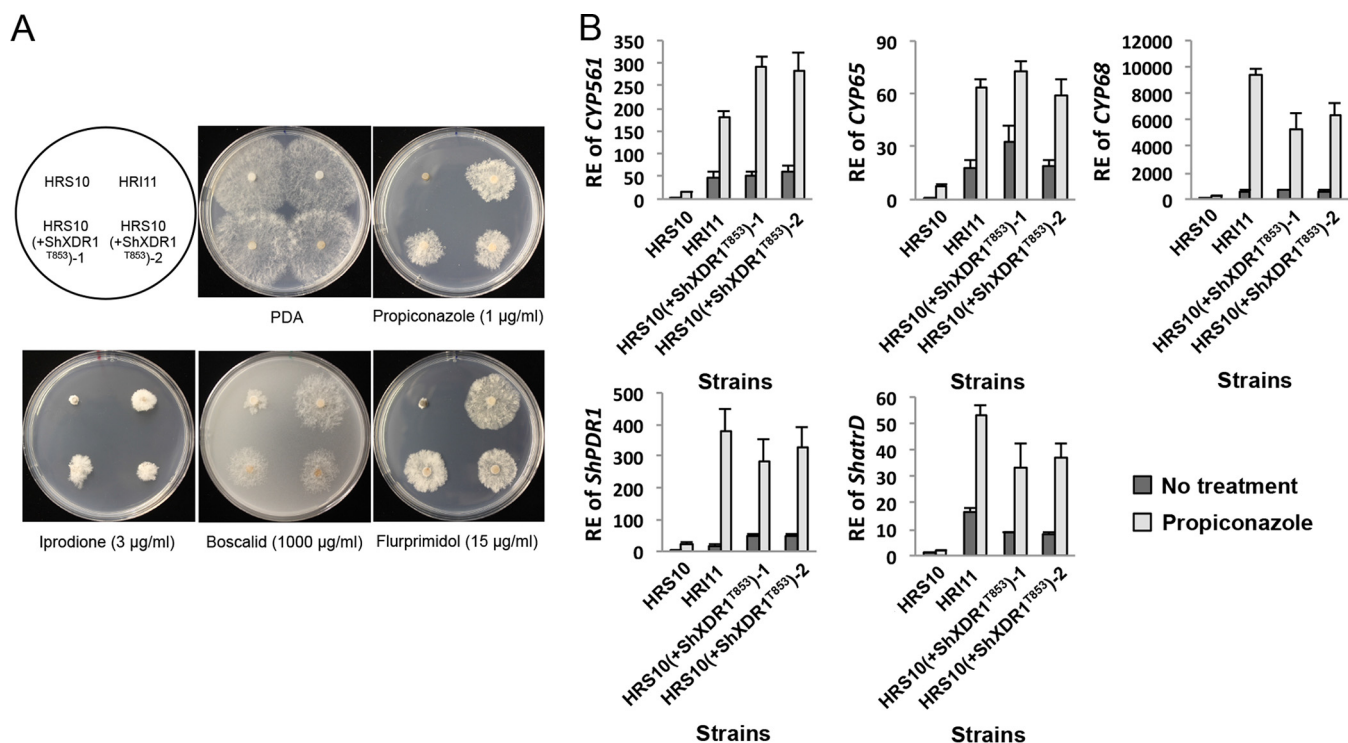 A
HRS10 HRI11
HRS10 HRS10
(+ShXDR1 (+ShXDR1
T853)-1 T853)-2
PDA Propiconazole (1 µg/ml)
Iprodione (3 µg/ml) Boscalid (1000 µg/ml) Flurprimidol (15 µg/ml)
B
RE of CYP561
350
300
250
200
150
100
50
0
HRS10
HRI11
HRS10(+ShXDR1T853)-1
HRS10(+ShXDR1T853)-2
Strains
RE of CYP65
90
60
30
0
HRS10
HRI11
HRS10(+ShXDR1T853)-1
HRS10(+ShXDR1T853)-2
Strains
RE of CYP68
12000
10000
8000
6000
4000
2000
0
HRS10
HRI11
HRS10(+ShXDR1T853)-1
HRS10(+ShXDR1T853)-2
Strains
RE of ShPDR1
500
400
300
200
100
0
HRS10
HRI11
HRS10(+ShXDR1T853)-1
HRS10(+ShXDR1T853)-2
Strains
RE of ShatrD
60
50
40
30
20
10
0
HRS10
HRI11
HRS10(+ShXDR1T853)-1
HRS10(+ShXDR1T853)-2
Strains
No treatment
Propiconazole